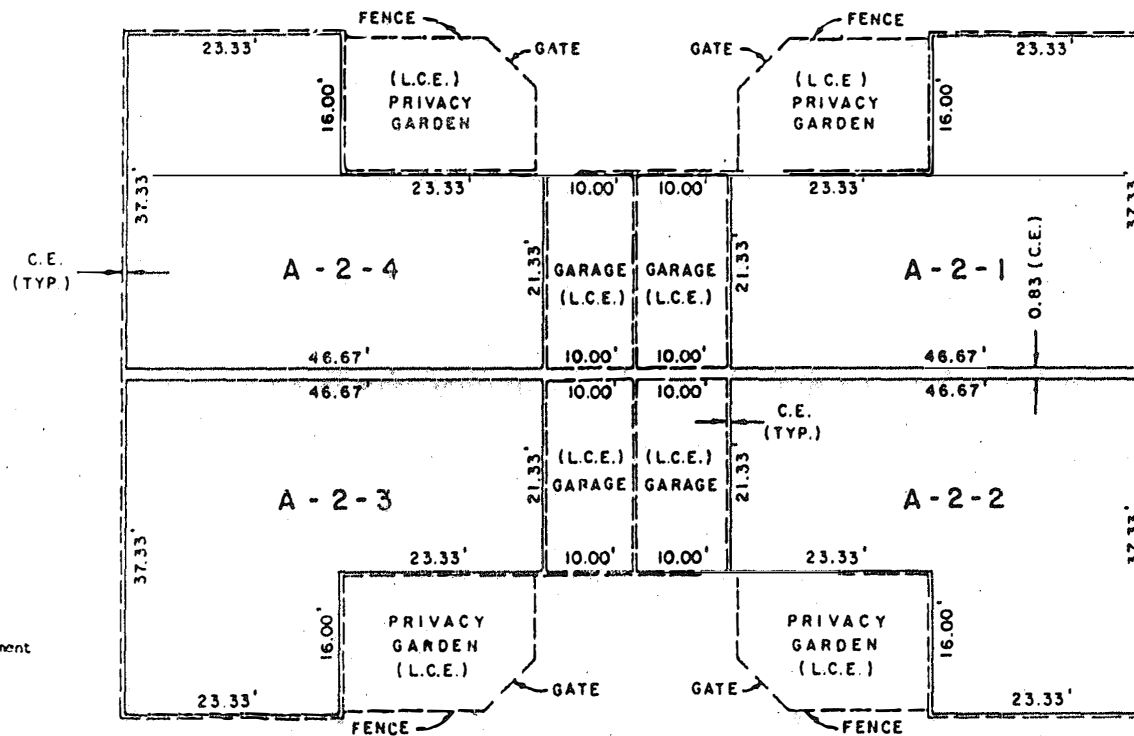 FENCE
FENCE
23.33'
GATE
GATE
23.33'
(L.C.E.)
PRIVACY
GARDEN
(L.C.E)
PRIVACY
GARDEN
16.00'
16.00'
37.33'
23.33'
10.00'
10.00'
23.33'
37.33'
C.E.
(TYP.)
A - 2 - 4
21.33'
GARAGE
(L.C.E.)
GARAGE
(L.C.E.)
21.33'
A - 2 - 1
0.83 (C.E.)
46.67'
10.00'
10.00'
46.67'
46.67'
10.00'
10.00'
46.67'
C.E.
(TYP.)
A - 2 - 3
21.33'
(L.C.E.)
GARAGE
(L.C.E.)
GARAGE
21.33'
A - 2 - 2
37.33'
23.33'
10.00'
10.00'
23.33'
37.33'
16.00'
PRIVACY
GARDEN
(L.C.E.)
PRIVACY
GARDEN
(L.C.E.)
16.00'
23.33'
GATE
GATE
23.33'
FENCE
FENCE